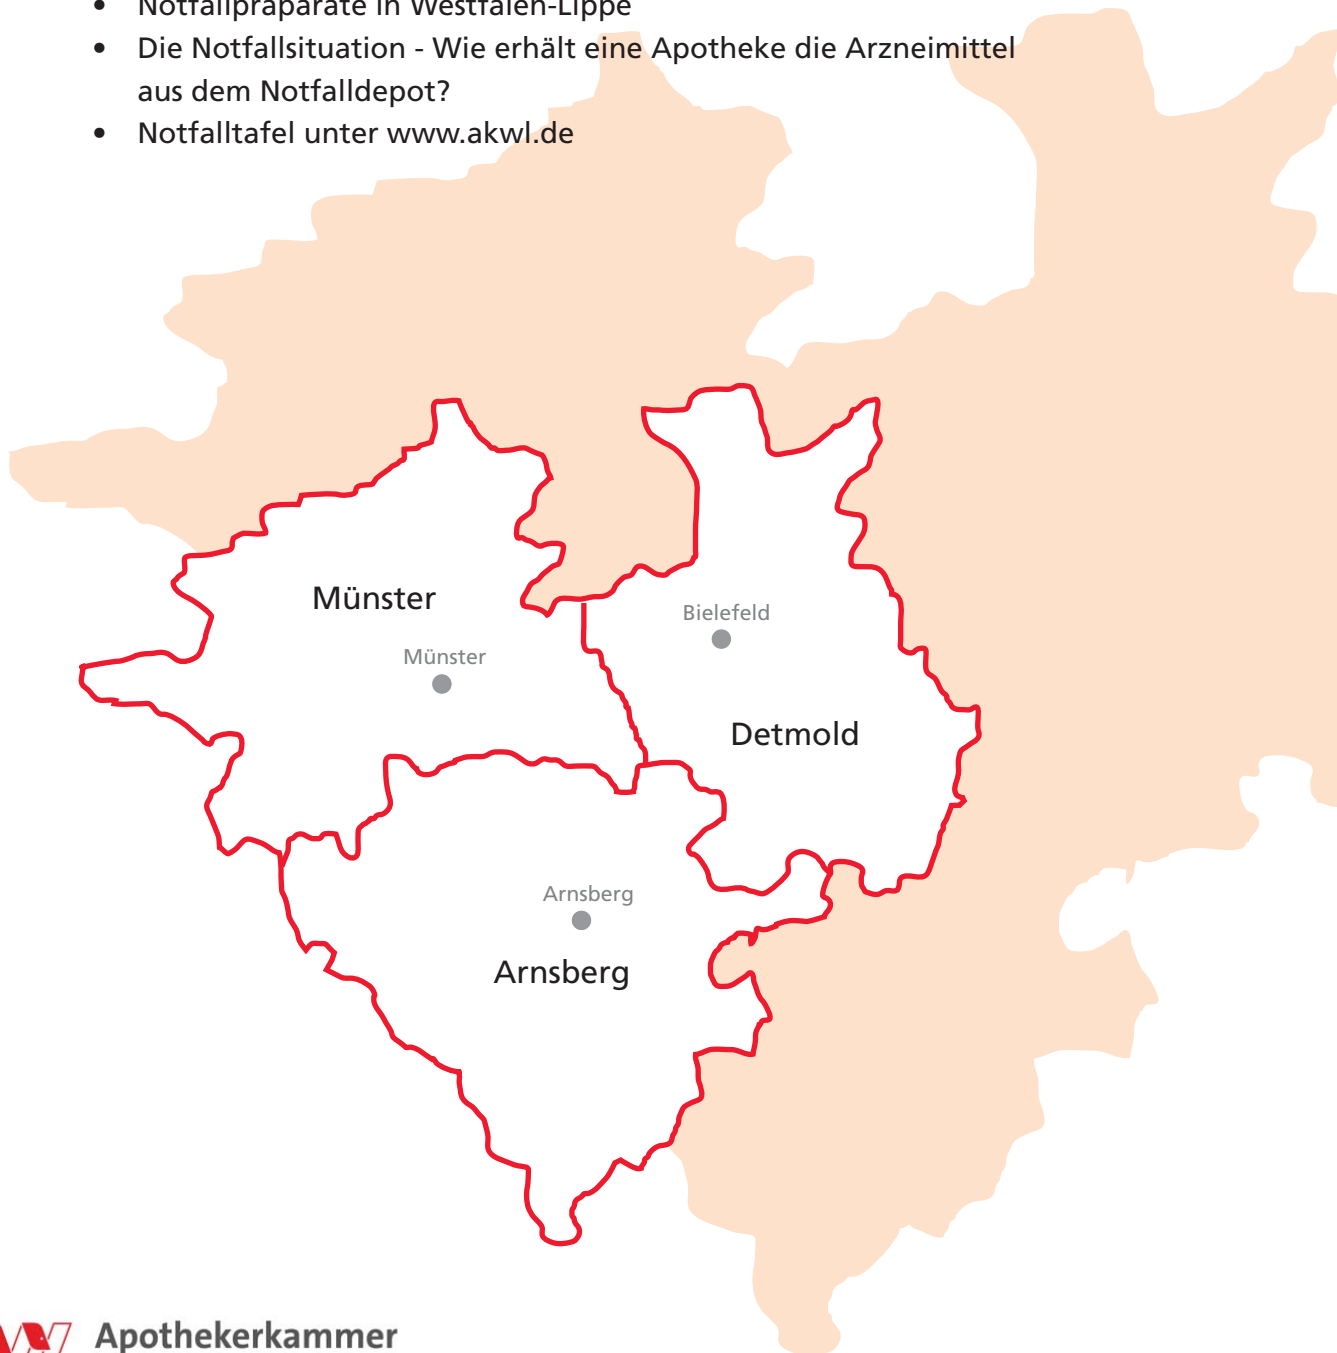 • Notfallpräparate in Westfalen-Lippe
• Die Notfallsituation - Wie erhält eine Apotheke die Arzneimittel
aus dem Notfalldepot?
• Notfalltafel unter www.akwl.de
Münster
Bielefeld
Münster
Detmold
Arnsberg
Arnsberg
Apothekerkammer